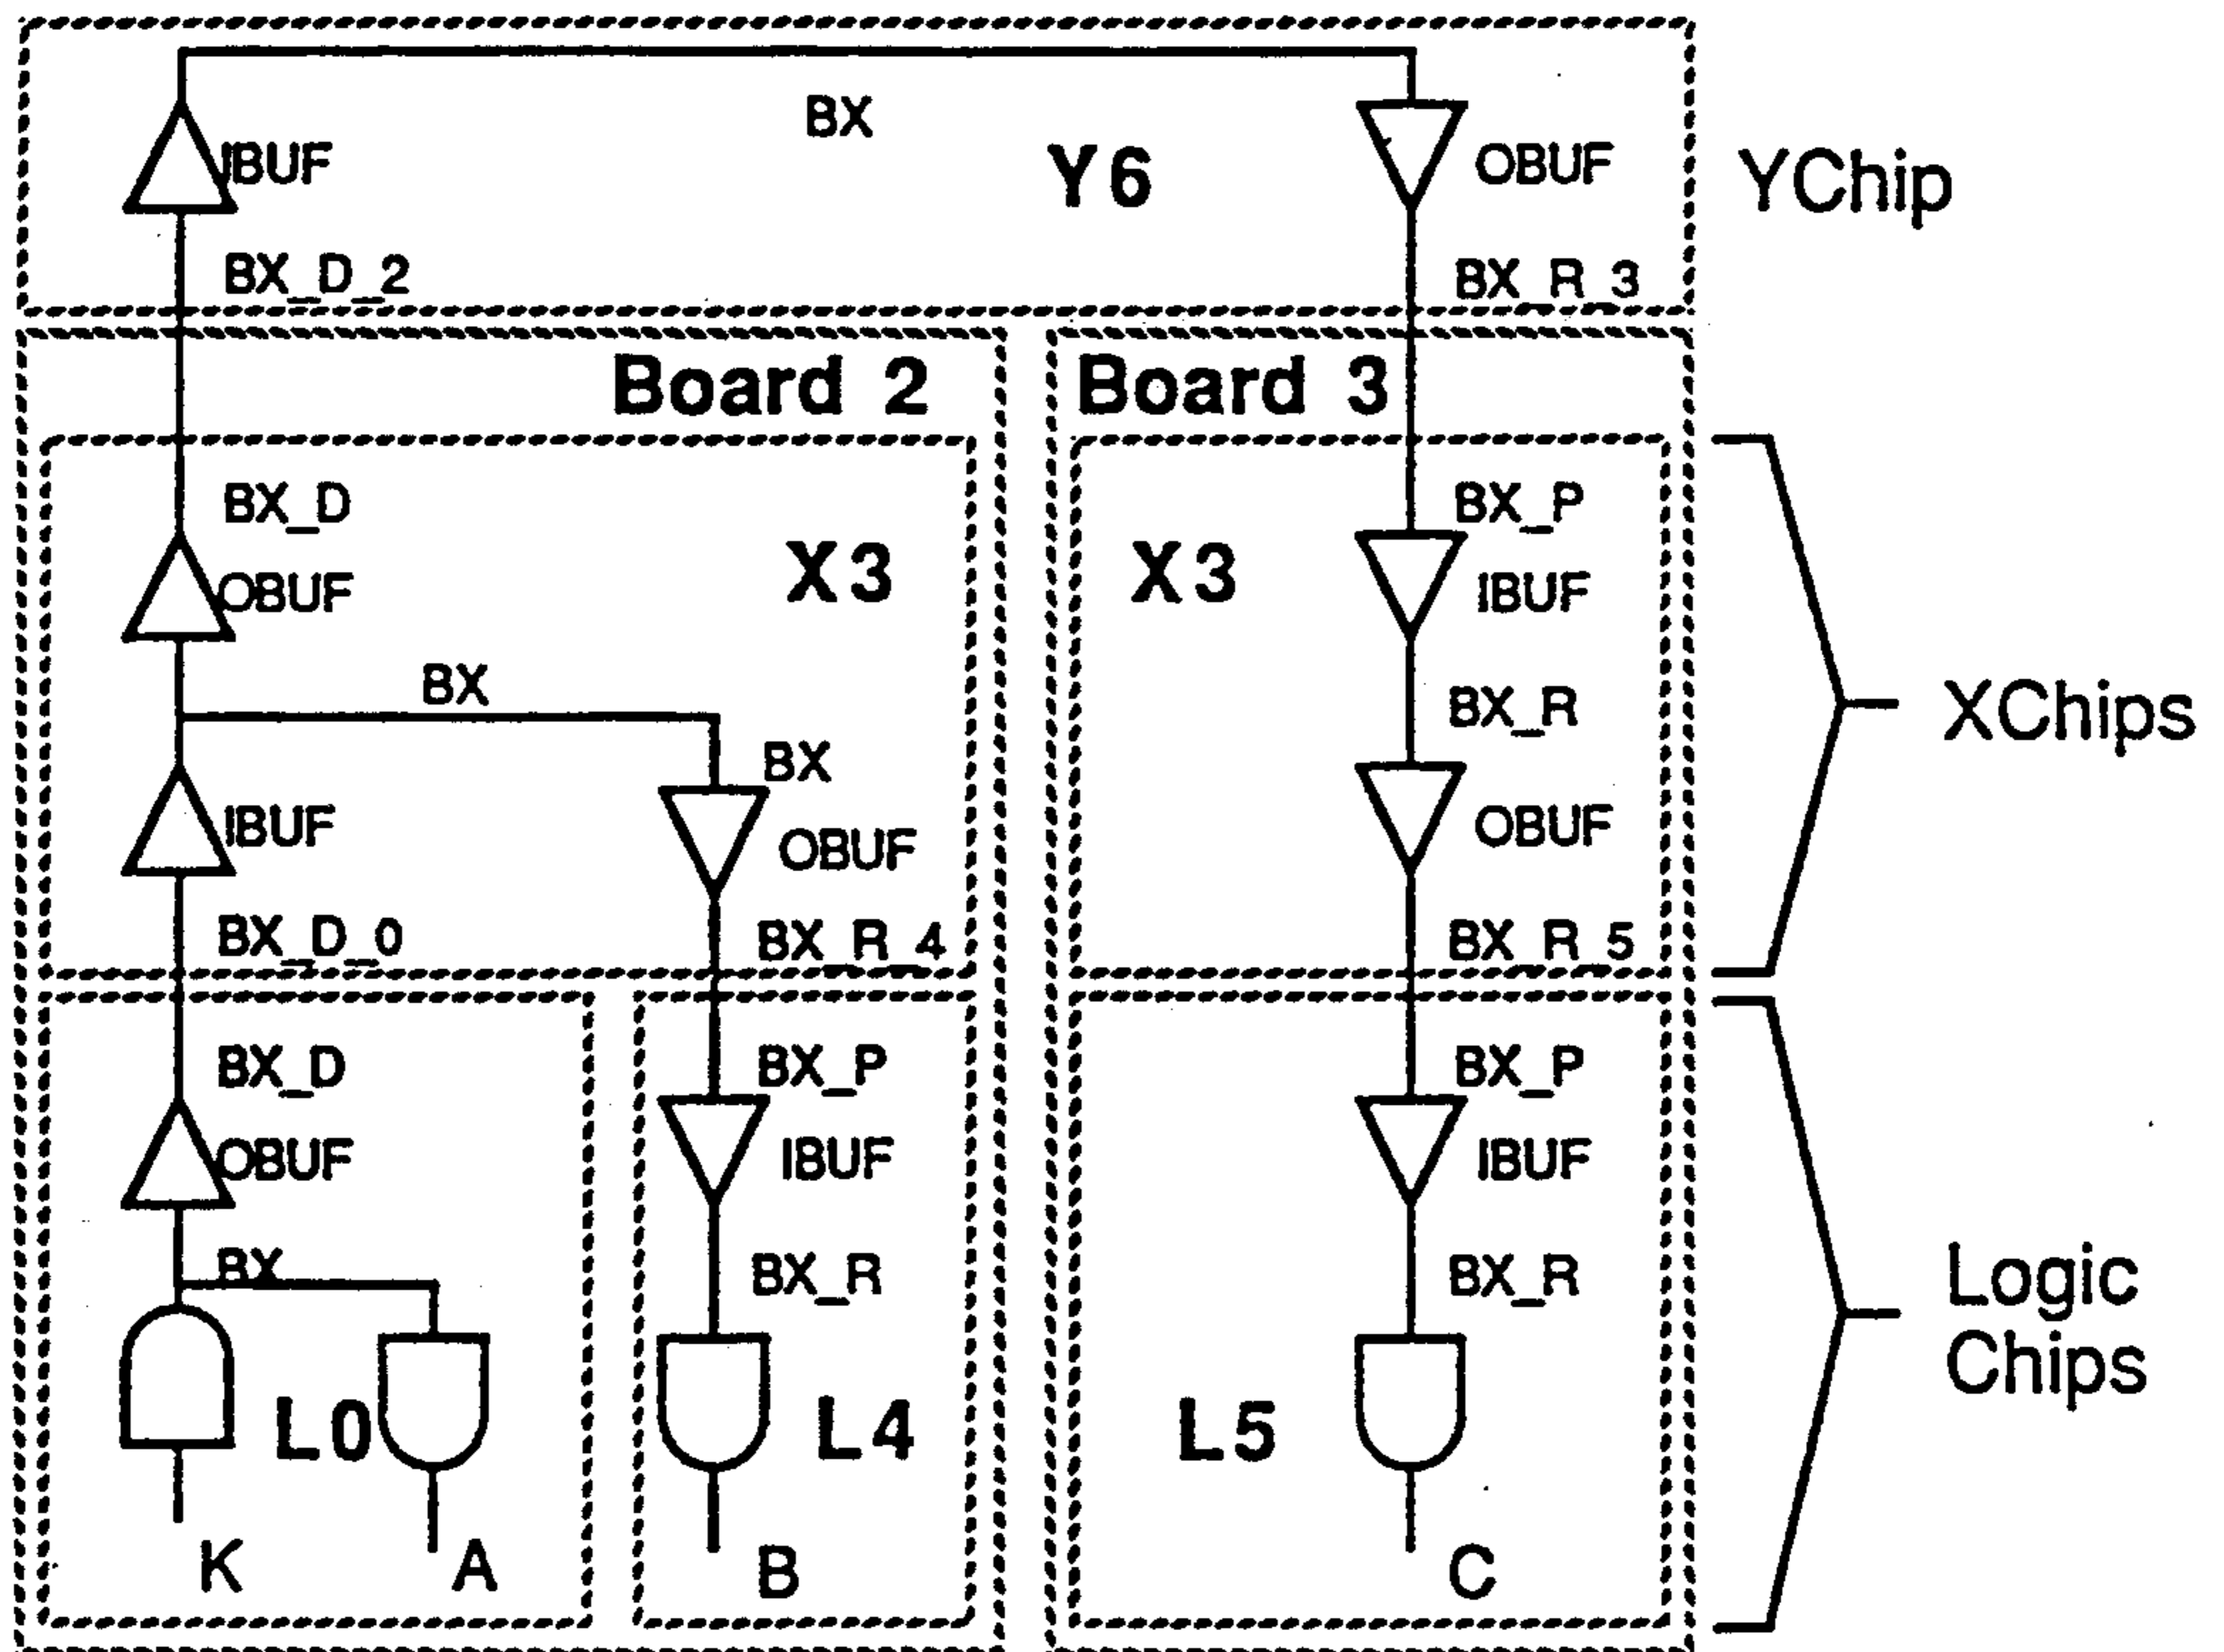 BX
IBUF
Y6
OBUF
YChip
BX_D_2
BX_R_3
Board 2
Board 3
BX_D
BX_P
X3
X3
OBUF
IBUF
BX
BX_R
XChips
BX
IBUF
OBUF
OBUF
BX_D_0
BX_R_4
BX_R_5
BX_D
BX_P
BX_P
OBUF
IBUF
IBUF
BX
BX_R
BX_R
Logic
Chips
L0
L4
L5
K
A
B
C